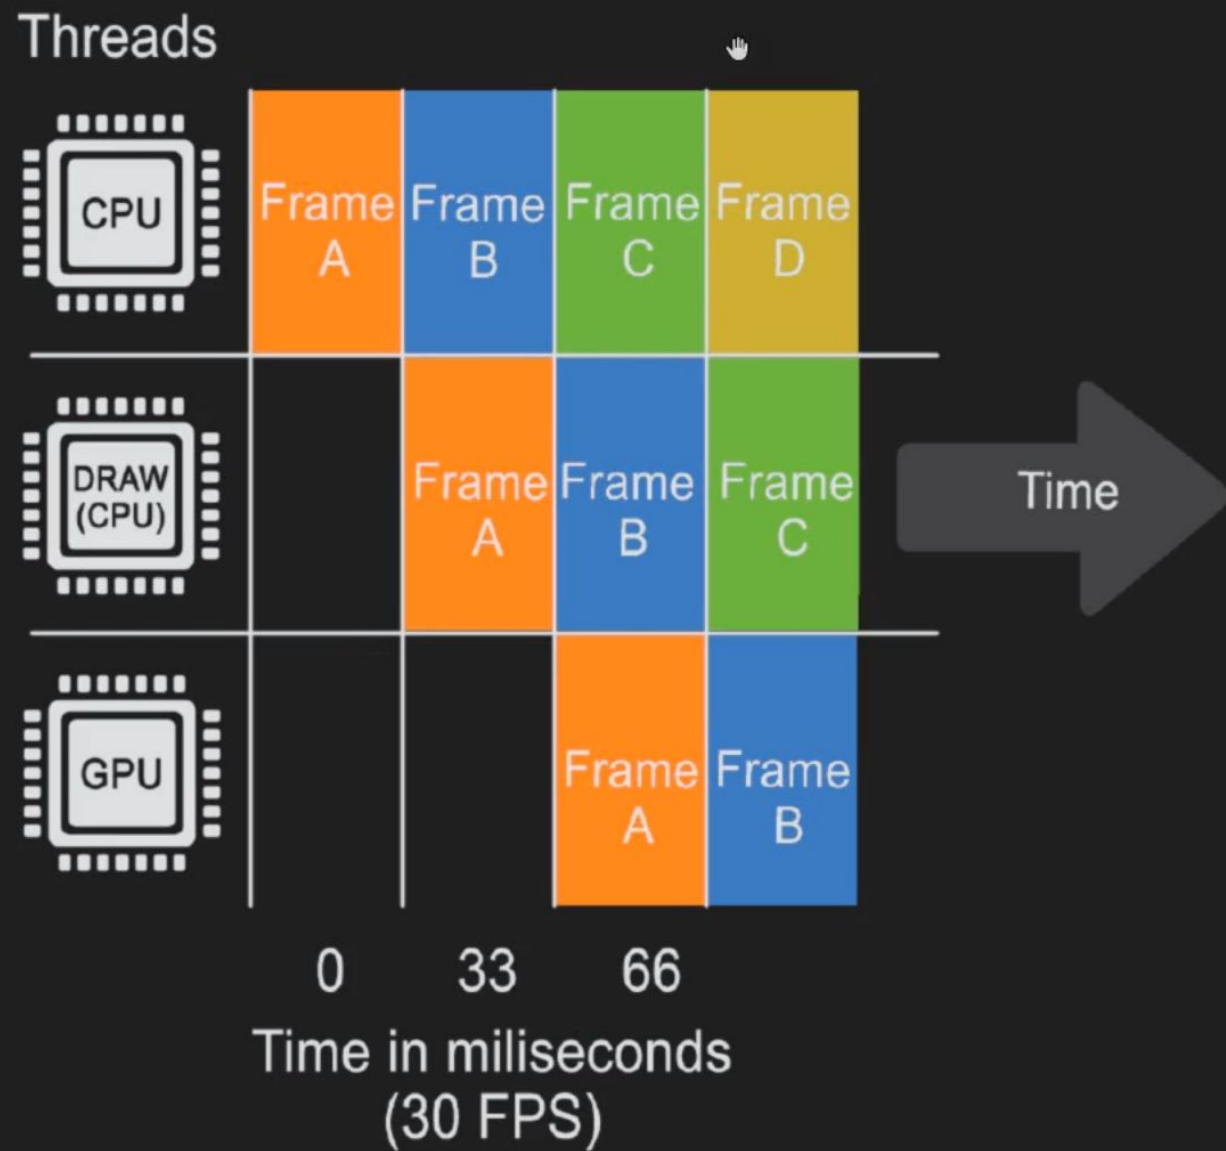 Threads
CPU
Frame
A
Frame
B
Frame
C
Frame
D
DRAW
(CPU)
Frame
A
Frame
B
Frame
C
Time
GPU
Frame
A
Frame
B
0
33
66
Time in miliseconds
(30 FPS)